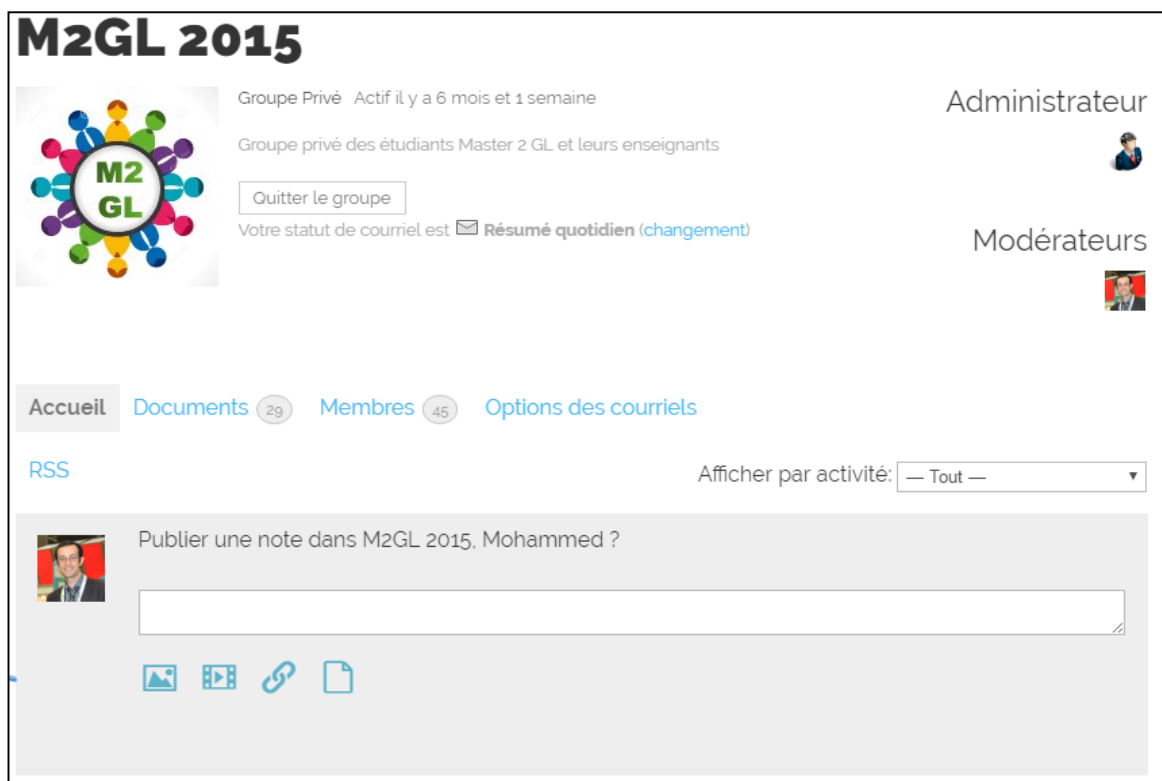 M2GL 2015
Groupe Privé Actif il y a 6 mois et 1 semaine
Administrateur
Groupe privé des étudiants Master 2 GL et leurs enseignants
M2
GL
Quitter le groupe
Votre statut de courriel est Résumé quotidien (changement)
Modérateurs
Accueil Documents 29 Membres 45 Options des courriels
RSS
Afficher par activité: — Tout —
Publier une note dans M2GL 2015, Mohammed ?